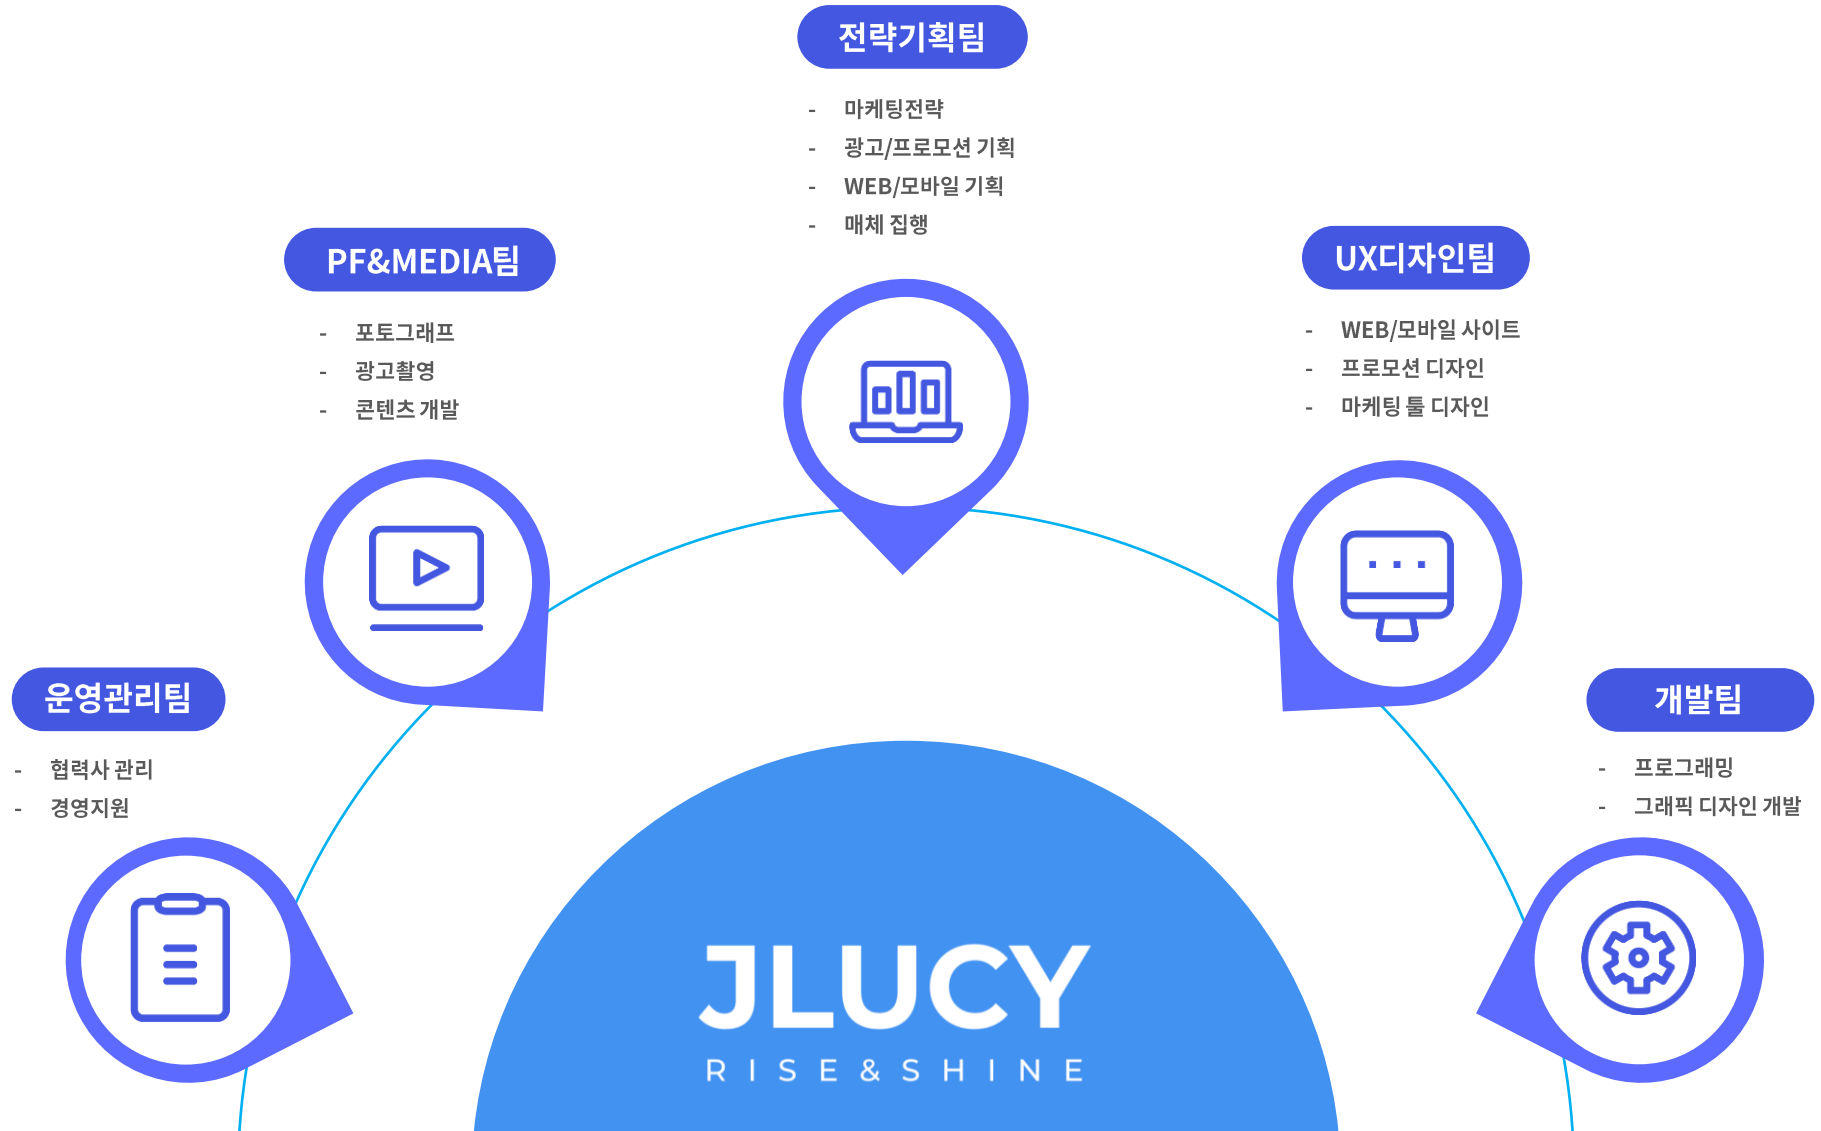 전략기획팀
- 마케팅전략
- 광고/프로모션 기획
- WEB/모바일 기획
- 매체 집행
PF&MEDIA팀
- 포토그래프
- 광고촬영
- 콘텐츠 개발
UX디자인팀
- WEB/모바일 사이트
- 프로모션 디자인
- 마케팅 툴 디자인
운영관리팀
- 협력사 관리
- 경영지원
개발팀
- 프로그래밍
- 그래픽 디자인 개발
JLUCY
RISE&SHINE